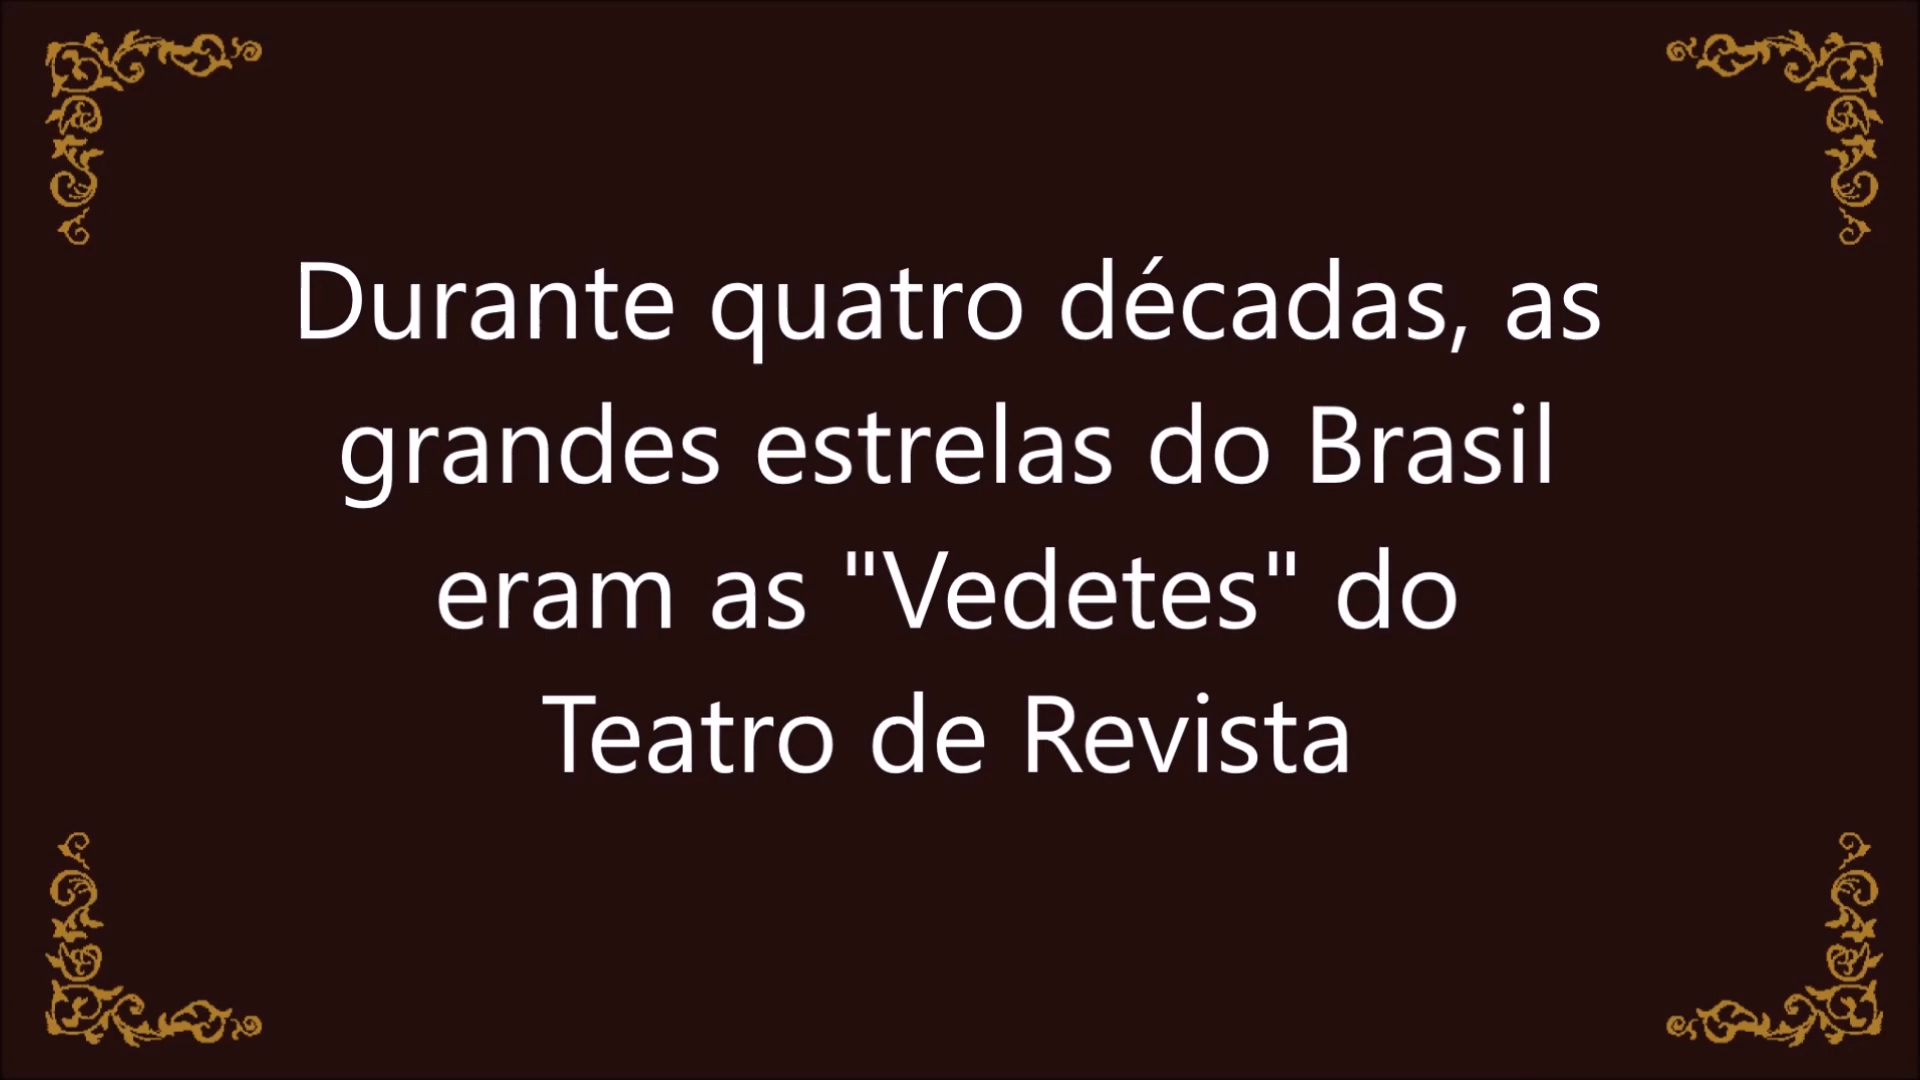 Durante quatro décadas, as
grandes estrelas do Brasil
eram as "Vedetes" do
Teatro de Revista